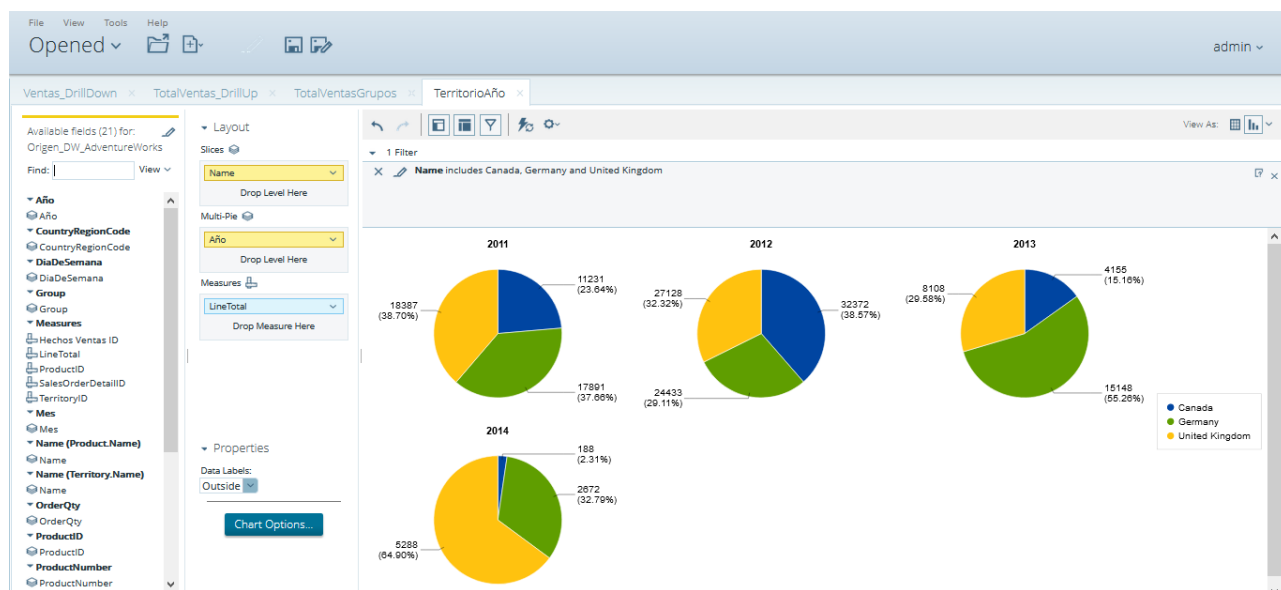 File View Tools Help
Opened
admin
Ventas_DrillDown × TotalVentas_DrillUp × TotalVentasGrupos × TerritorioAño ×
Available fields (21) for:
Origen_DW_AdventureWorks
Find: View
Año
Año
CountryRegionCode
CountryRegionCode
DiaDeSemana
DiaDeSemana
Group
Group
Measures
Hechos Ventas ID
LineTotal
ProductID
SalesOrderDetailID
TerritoryID
Mes
Mes
Name (Product.Name)
Name
Name (Territory.Name)
Name
OrderQty
OrderQty
ProductID
ProductID
ProductNumber
ProductNumber
Layout
Slices
Name
Drop Level Here
Multi-Pie
Año
Drop Level Here
Measures
LineTotal
Drop Measure Here
Properties
Data Labels:
Outside
Chart Options...
View As:
1 Filter
Name includes Canada, Germany and United Kingdom
2011
11231
(23.64%)
18387
(38.70%)
17891
(37.66%)
2012
27128
(32.32%)
32372
(38.57%)
24433
(29.11%)
2013
4155
(15.16%)
8108
(29.58%)
15148
(55.26%)
2014
188
(2.31%)
2672
(32.79%)
5288
(64.90%)
Canada
Germany
United Kingdom